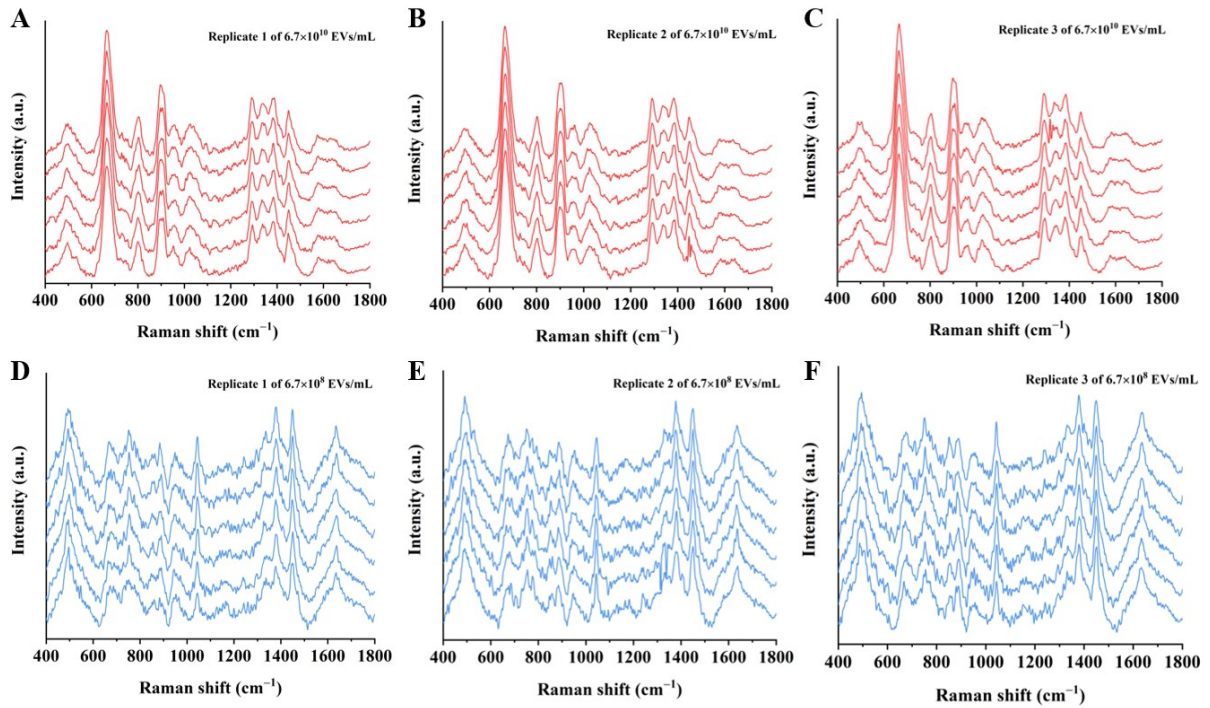 A
Replicate 1 of 6.7×10¹⁰ EVs/mL
Intensity (a.u.)
400 600 800 1000 1200 1400 1600 1800
Raman shift (cm⁻¹)
B
Replicate 2 of 6.7×10¹⁰ EVs/mL
Intensity (a.u.)
400 600 800 1000 1200 1400 1600 1800
Raman shift (cm⁻¹)
C
Replicate 3 of 6.7×10¹⁰ EVs/mL
Intensity (a.u.)
400 600 800 1000 1200 1400 1600 1800
Raman shift (cm⁻¹)
D
Replicate 1 of 6.7×10⁸ EVs/mL
Intensity (a.u.)
400 600 800 1000 1200 1400 1600 1800
Raman shift (cm⁻¹)
E
Replicate 2 of 6.7×10⁸ EVs/mL
Intensity (a.u.)
400 600 800 1000 1200 1400 1600 1800
Raman shift (cm⁻¹)
F
Replicate 3 of 6.7×10⁸ EVs/mL
Intensity (a.u.)
400 600 800 1000 1200 1400 1600 1800
Raman shift (cm⁻¹)